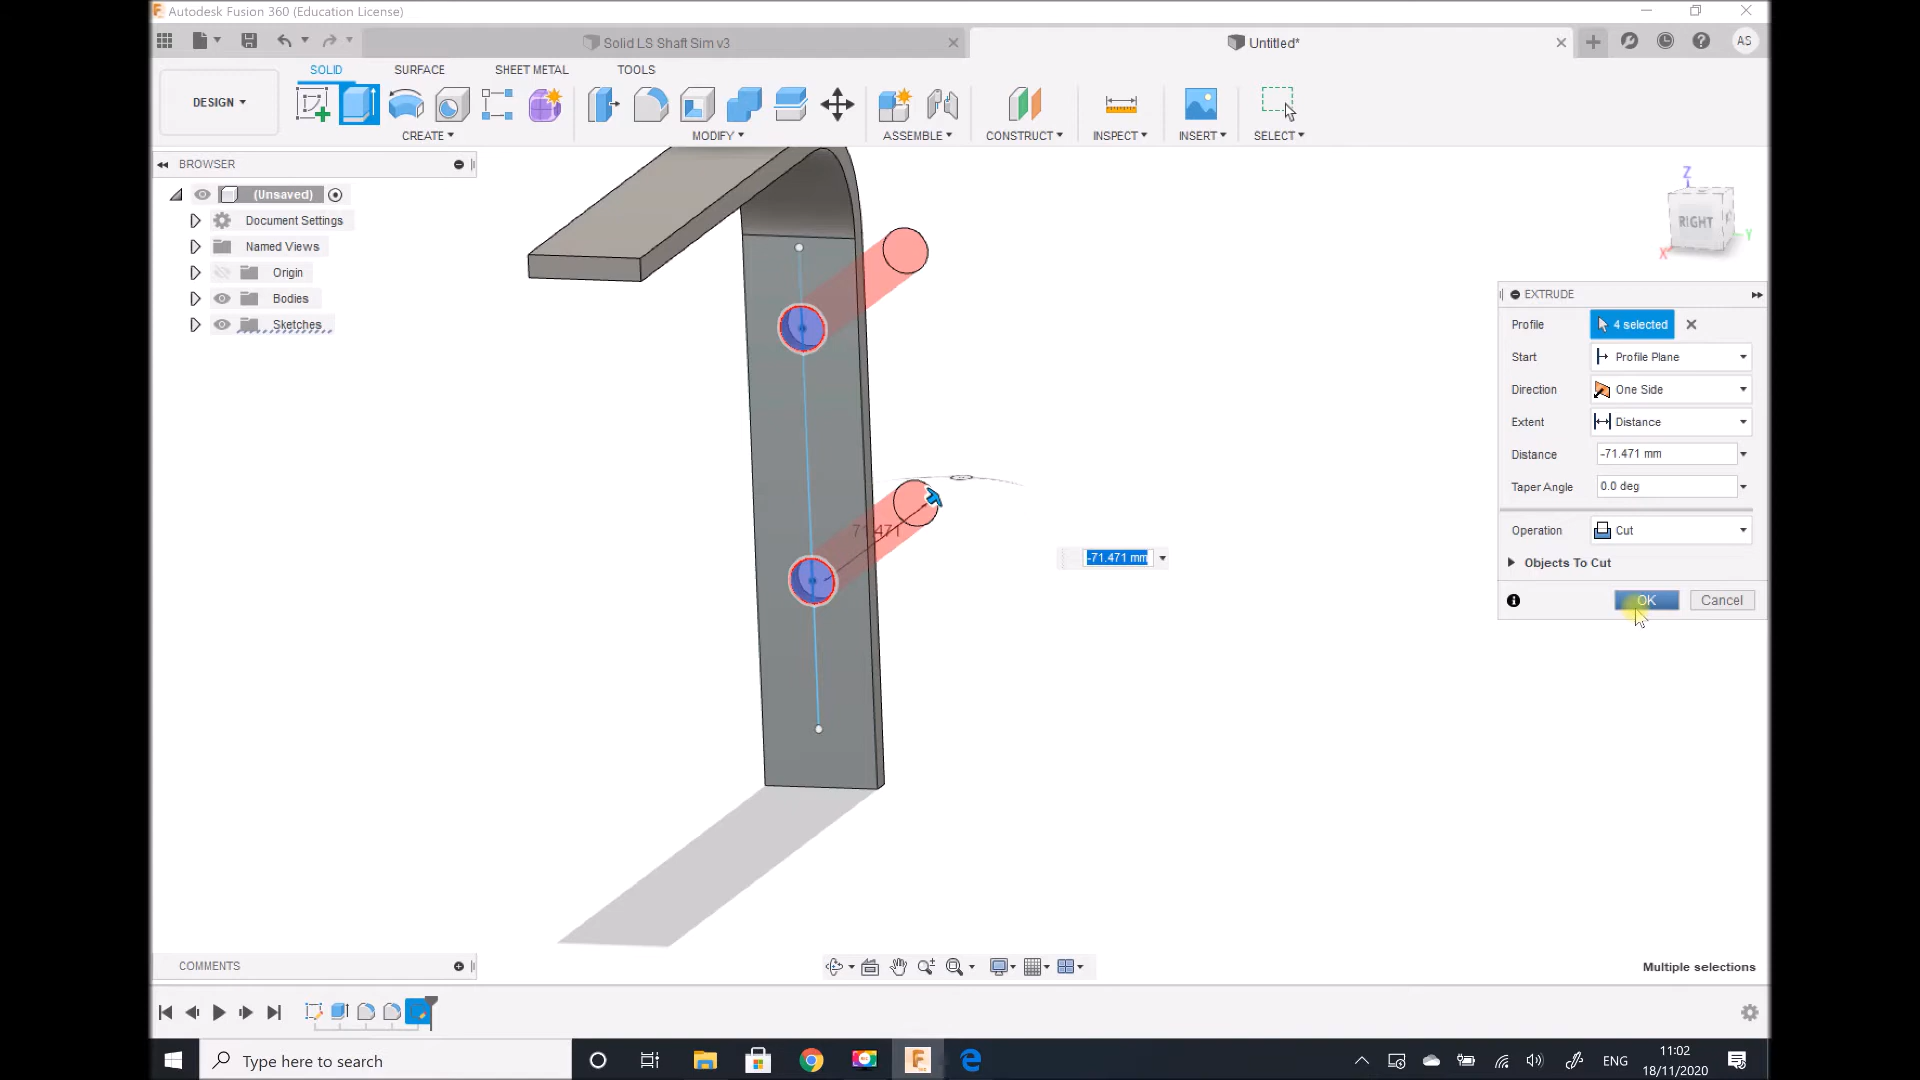 Autodesk Fusion 360 (Education License)
Solid LS Shaft Sim v3
Untitled*
AS
SOLID
SURFACE
SHEET METAL
TOOLS
DESIGN
CREATE
MODIFY
ASSEMBLE
CONSTRUCT
INSPECT
INSERT
SELECT
BROWSER
(Unsaved)
Document Settings
Named Views
Origin
Bodies
Sketches
Z
RIGHT
Y
X
EXTRUDE
Profile
4 selected
Start
Profile Plane
Direction
One Side
Extent
Distance
Distance
-71.471 mm
Taper Angle
0.0 deg
Operation
Cut
Objects To Cut
OK
Cancel
71.471
-71.471 mm
COMMENTS
Multiple selections
Type here to search
ENG
11:02
18/11/2020